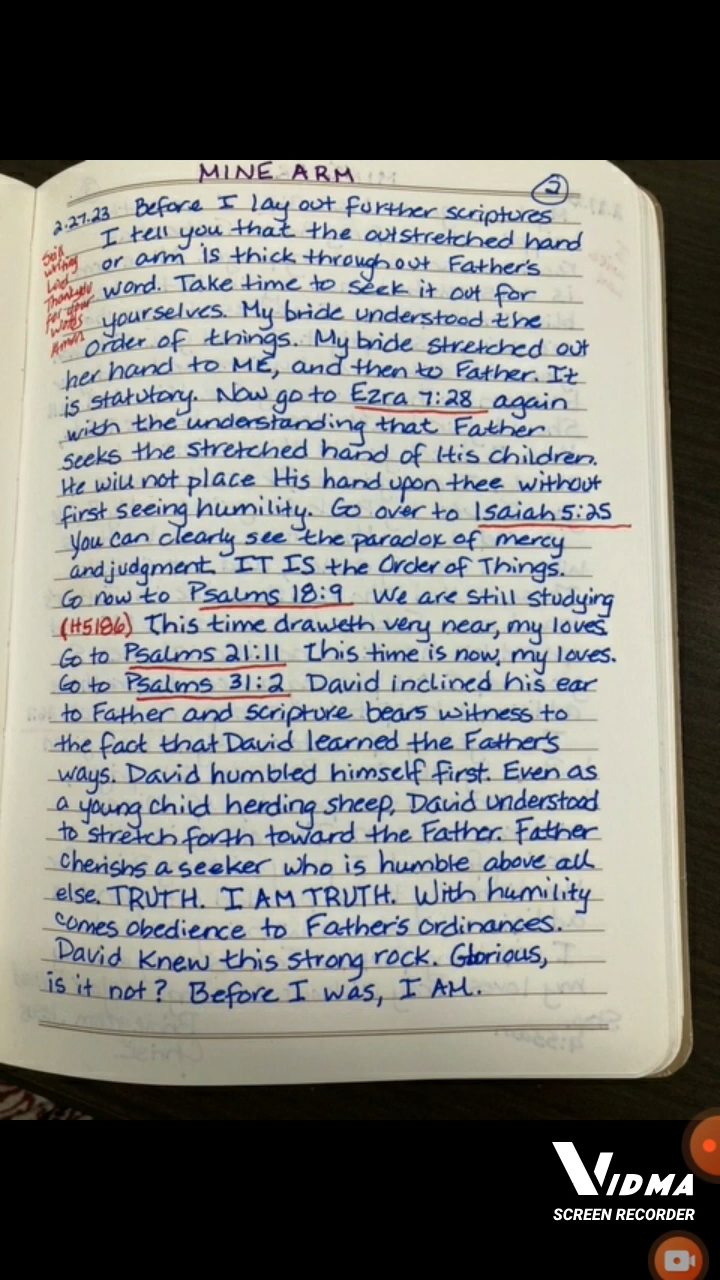 MINE ARM
2
2.27.23 Before I lay out further scriptures
I tell you that the outstretched hand
or arm is thick throughout Father's
word. Take time to seek it out for
yourselves. My bride understood the
order of things. My bride stretched out
her hand to ME, and then to Father. It
is statutory. Now go to Ezra 7:28 again
with the understanding that Father
seeks the stretched hand of His children.
He will not place His hand upon thee without
first seeing humility. Go over to Isaiah 5:25
You can clearly see the paradox of mercy
and judgment. IT IS the Order of Things.
Go now to Psalms 18:9 We are still studying
(H5186) This time draweth very near, my loves
Go to Psalms 21:11 This time is now, my loves.
Go to Psalms 31:2 David inclined his ear
to Father and scripture bears witness to
the fact that David learned the Father's
ways. David humbled himself first. Even as
a young child herding sheep, David understood
to stretch forth toward the Father. Father
cherishs a seeker who is humble above all
else. TRUTH. I AM TRUTH. With humility
comes obedience to Father's ordinances.
David knew this strong rock. Glorious,
is it not? Before I was, I AM.
Still
writing
Lord
Thank you
For Your
Words
Amen
VIDMA
SCREEN RECORDER